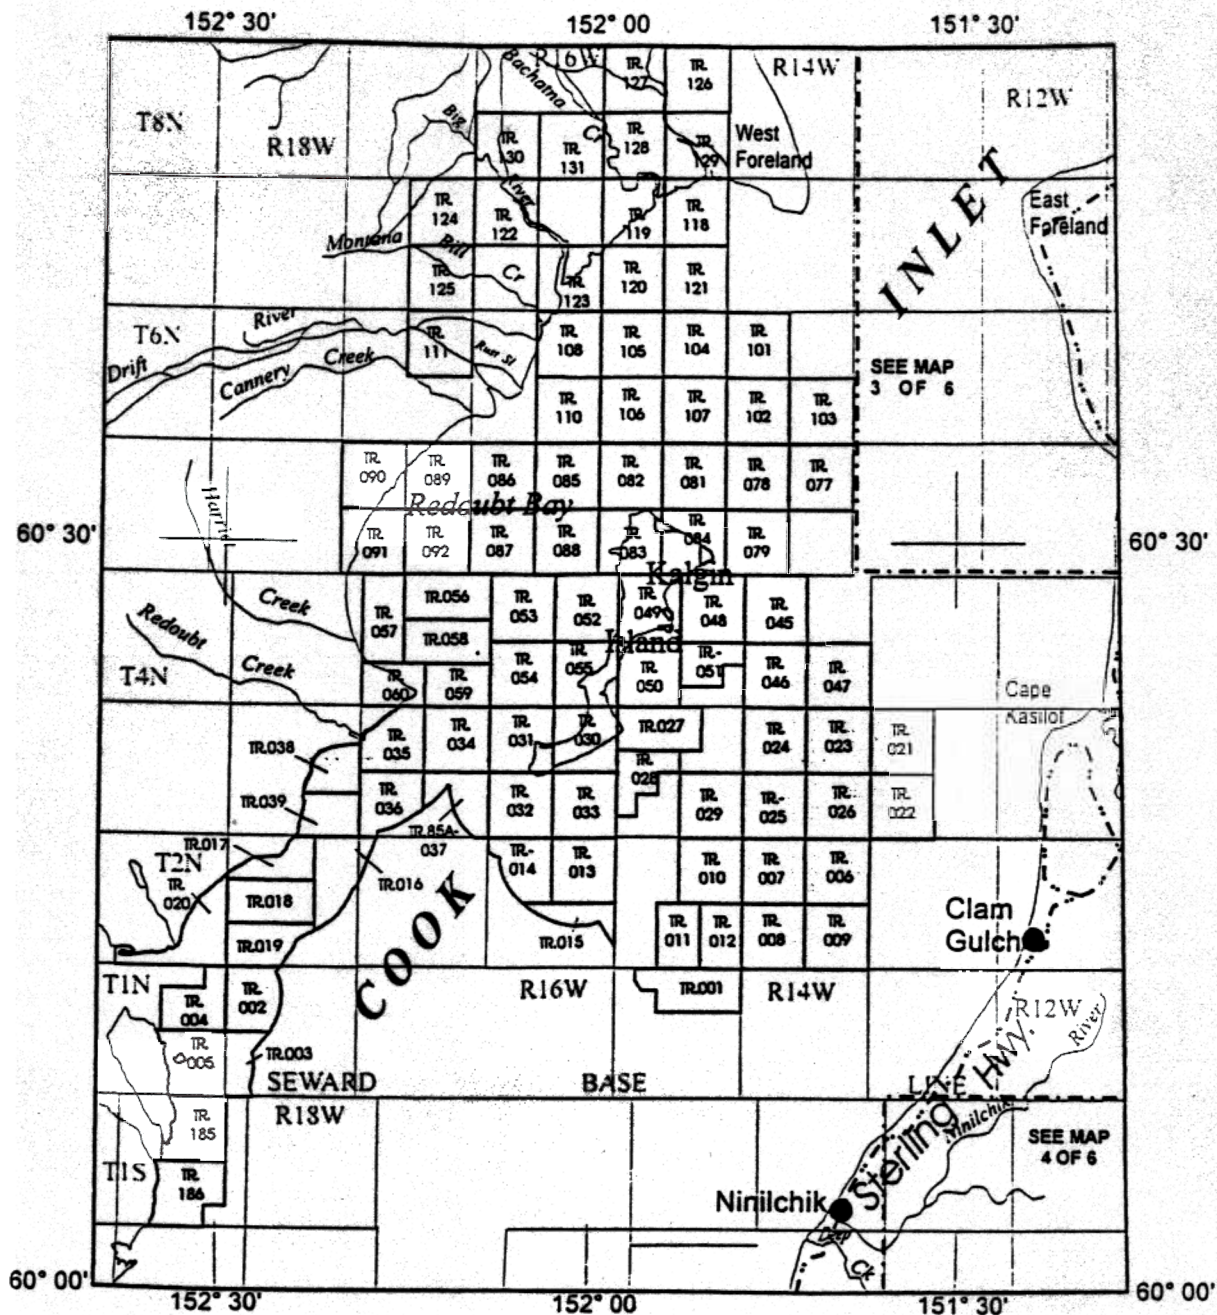 152° 30'
152° 00
151° 30'
Bachatna
TR. 127
TR. 126
R14W
R12W
T8N
R18W
Big
River
TR. 130
TR. 131
Cr
TR. 128
TR. 129
West
Foreland
INLET
East
Foreland
TR. 124
TR. 122
TR. 119
TR. 118
Montana
Bill
Cr
TR. 125
TR. 123
TR. 120
TR. 121
T6N
River
Drift
Cannery
Creek
TR. 111
Rust Sl
TR. 108
TR. 105
TR. 104
TR. 101
SEE MAP
3 OF 6
TR. 110
TR. 106
TR. 107
TR. 102
TR. 103
TR. 090
TR. 089
TR. 086
TR. 085
TR. 082
TR. 081
TR. 078
TR. 077
Redoubt Bay
Harrie
60° 30'
TR. 091
TR. 092
TR. 087
TR. 088
TR. 083
TR. 084
TR. 079
60° 30'
Kalgin
Island
Creek
Redoubt
Creek
TR. 057
TR.056
TR.058
TR. 053
TR. 052
TR. 049
TR. 048
TR. 045
T4N
TR. 060
TR. 059
TR. 054
TR. 055
TR. 050
TR- 051
TR. 046
TR. 047
Cape
Kasilof
TR.038
TR. 035
TR. 034
TR. 031
TR. 030
TR.027
TR. 024
TR. 023
TR. 021
TR. 028
TR.039
TR. 036
TR.85A-
037
TR. 032
TR. 033
TR. 029
TR- 025
TR. 026
TR. 022
TR.017
T2N
TR. 020
TR.018
TR.016
TR- 014
TR. 013
TR. 010
TR. 007
TR. 006
COOK
TR.019
TR.015
TR. 011
TR. 012
TR. 008
TR. 009
Clam
Gulch
T1N
TR. 004
TR. 002
R16W
TR.001
R14W
R12W
TR. 005
TR.003
SEWARD
BASE
LINE
River
Ninilchik
R18W
Sterling Hwy.
SEE MAP
4 OF 6
TR. 185
T1S
TR. 186
Ninilchik
Deep
Ck
60° 00'
60° 00'
152° 30'
152° 00
151° 30'